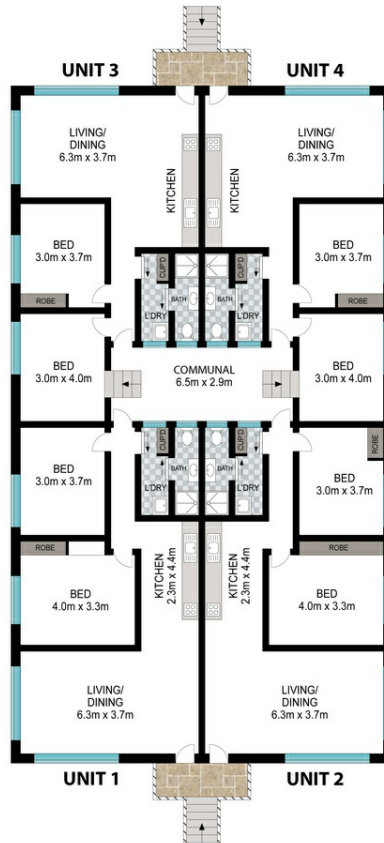 UNIT 3
UNIT 4
LIVING/
DINING
6.3m x 3.7m
KITCHEN
KITCHEN
LIVING/
DINING
6.3m x 3.7m
BED
3.0m x 3.7m
ROBE
CUP'D
BATH
L'DRY
CUP'D
BATH
L'DRY
BED
3.0m x 3.7m
ROBE
BED
3.0m x 4.0m
COMMUNAL
6.5m x 2.9m
BED
3.0m x 4.0m
BED
3.0m x 3.7m
CUP'D
BATH
L'DRY
CUP'D
BATH
L'DRY
ROBE
BED
3.0m x 3.7m
ROBE
BED
4.0m x 3.3m
KITCHEN
2.3m x 4.4m
KITCHEN
2.3m x 4.4m
ROBE
BED
4.0m x 3.3m
LIVING/
DINING
6.3m x 3.7m
LIVING/
DINING
6.3m x 3.7m
UNIT 1
UNIT 2